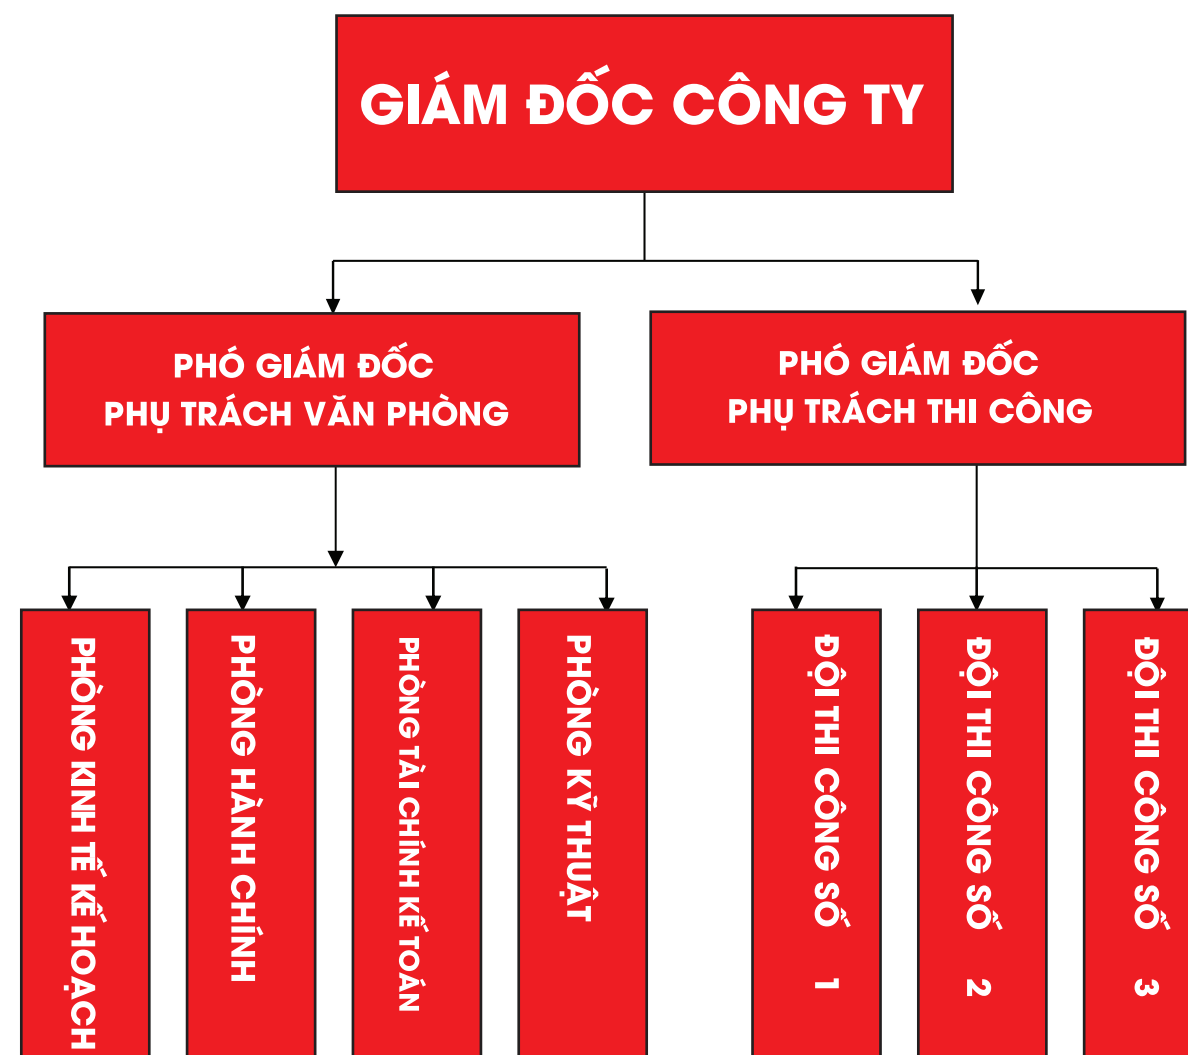 GIÁM ĐỐC CÔNG TY
PHÓ GIÁM ĐỐC
PHỤ TRÁCH VĂN PHÒNG
PHÓ GIÁM ĐỐC
PHỤ TRÁCH THI CÔNG
PHÒNG KINH TẾ KẾ HOẠCH
PHÒNG HÀNH CHÍNH
PHÒNG TÀI CHÍNH KẾ TOÁN
PHÒNG KỸ THUẬT
ĐỘI THI CÔNG SỐ 1
ĐỘI THI CÔNG SỐ 2
ĐỘI THI CÔNG SỐ 3